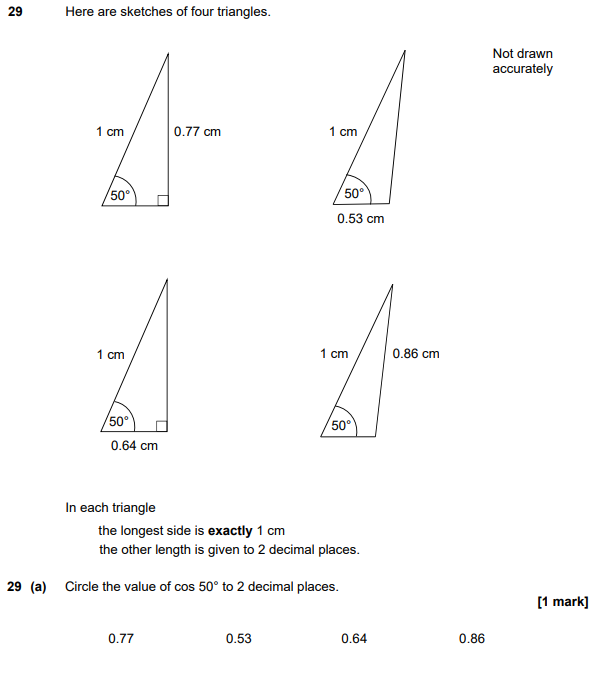 29 Here are sketches of four triangles.
Not drawn
accurately
1 cm 0.77 cm
50°
1 cm
50°
0.53 cm
1 cm
50°
0.64 cm
1 cm 0.86 cm
50°
In each triangle
the longest side is exactly 1 cm
the other length is given to 2 decimal places.
29 (a) Circle the value of cos 50° to 2 decimal places.
[1 mark]
0.77 0.53 0.64 0.86